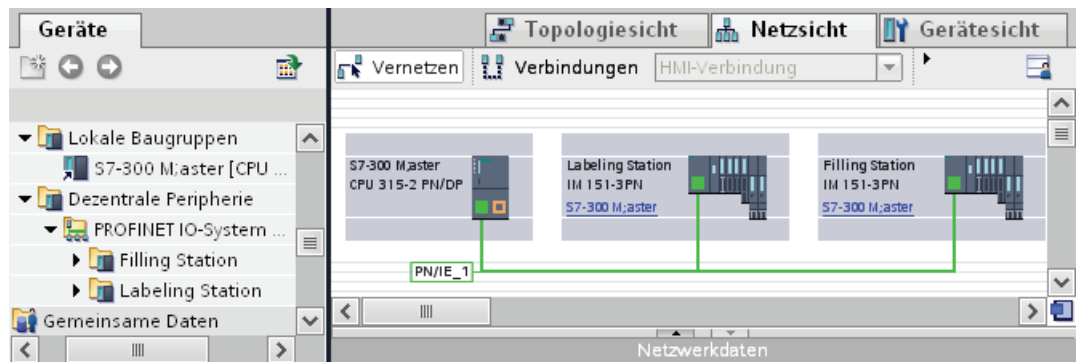 Geräte
Lokale Baugruppen
S7-300 M;aster [CPU ...
Dezentrale Peripherie
PROFINET IO-System ...
Filling Station
Labeling Station
Gemeinsame Daten
Topologiesicht
Netzsicht
Gerätesicht
Vernetzen
Verbindungen
HMI-Verbindung
S7-300 M;aster
CPU 315-2 PN/DP
Labeling Station
IM 151-3PN
S7-300 M;aster
Filling Station
IM 151-3PN
S7-300 M;aster
PN/IE_1
Netzwerkdaten